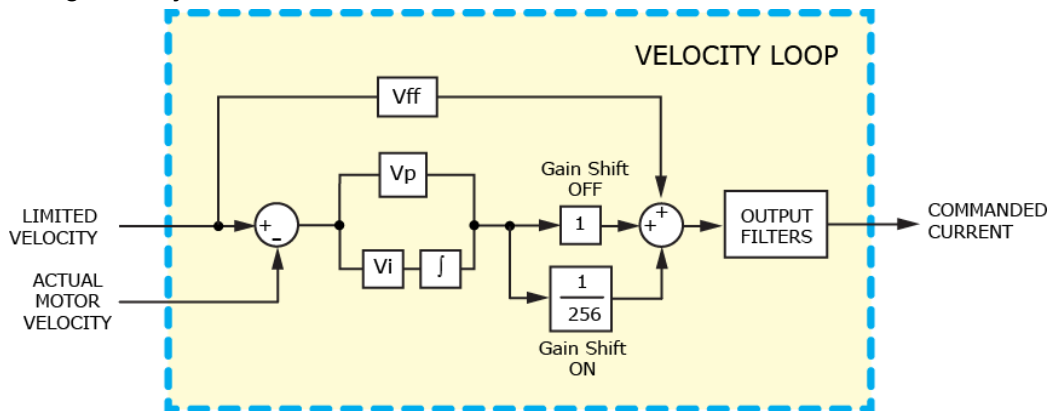 VELOCITY LOOP
Vff
Vp
Gain Shift
OFF
LIMITED
VELOCITY
+
-
1
+
+
OUTPUT
FILTERS
COMMANDED
CURRENT
Vi
∫
ACTUAL
MOTOR
VELOCITY
1
256
Gain Shift
ON